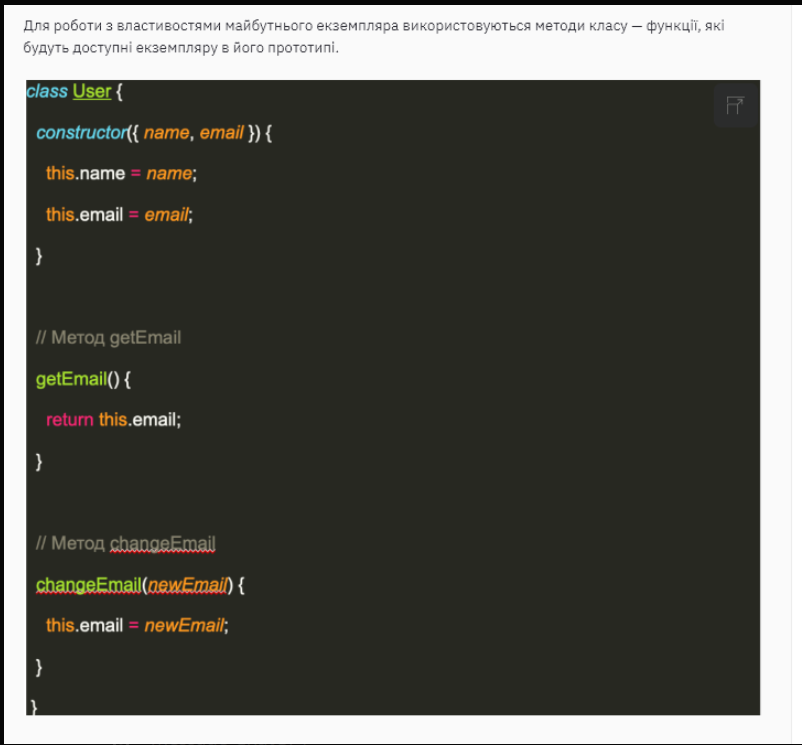 Для роботи з властивостями майбутнього екземпляра використовуються методи класу — функції, які
будуть доступні екземпляру в його прототипі.
class User {
constructor({ name, email }) {
this.name = name;
this.email = email;
}
// Метод getEmail
getEmail() {
return this.email;
}
// Метод changeEmail
changeEmail(newEmail) {
this.email = newEmail;
}
}